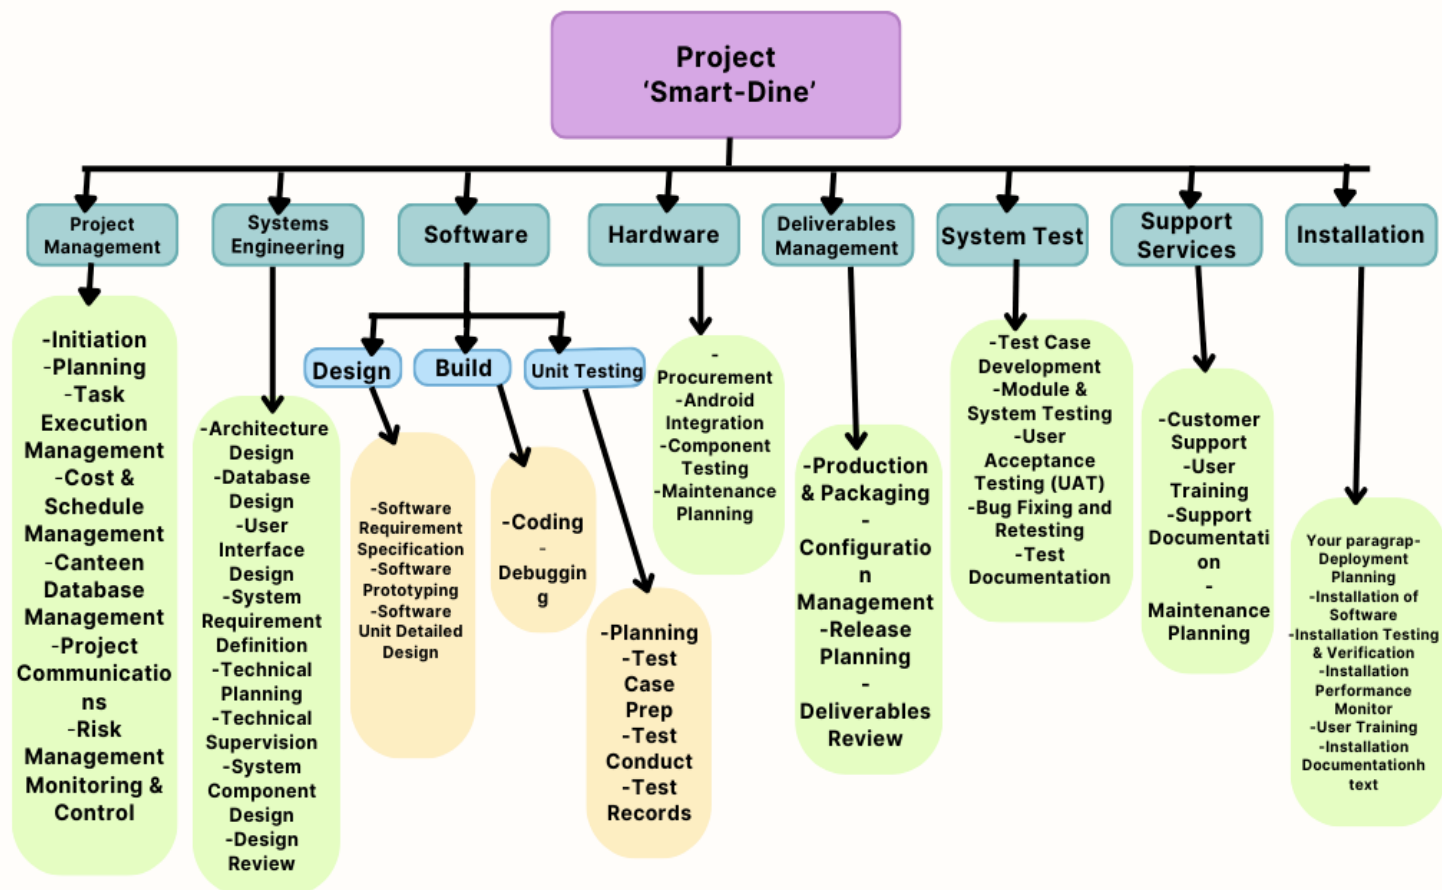 Project
‘Smart-Dine’
Project
Management
Systems
Engineering
Software
Hardware
Deliverables
Management
System Test
Support
Services
Installation
-Initiation
-Planning
-Task
Execution
Management
-Cost &
Schedule
Management
-Canteen
Database
Management
-Project
Communicatio
ns
-Risk
Management
Monitoring &
Control
-Architecture
Design
-Database
Design
-User
Interface
Design
-System
Requirement
Definition
-Technical
Planning
-Technical
Supervision
-System
Component
Design
-Design
Review
Design
Build
Unit Testing
-Software
Requirement
Specification
-Software
Prototyping
-Software
Unit Detailed
Design
-Coding
-
Debuggin
g
-Planning
-Test
Case
Prep
-Test
Conduct
-Test
Records
-
Procurement
-Android
Integration
-Component
Testing
-Maintenance
Planning
-Production
& Packaging
-
Configuratio
n
Management
-Release
Planning
-
Deliverables
Review
-Test Case
Development
-Module &
System Testing
-User
Acceptance
Testing (UAT)
-Bug Fixing and
Retesting
-Test
Documentation
-Customer
Support
-User
Training
-Support
Documentati
on
-
Maintenance
Planning
Your paragrap-
Deployment
Planning
-Installation of
Software
-Installation Testing
& Verification
-Installation
Performance
Monitor
-User Training
-Installation
Documentationh
text